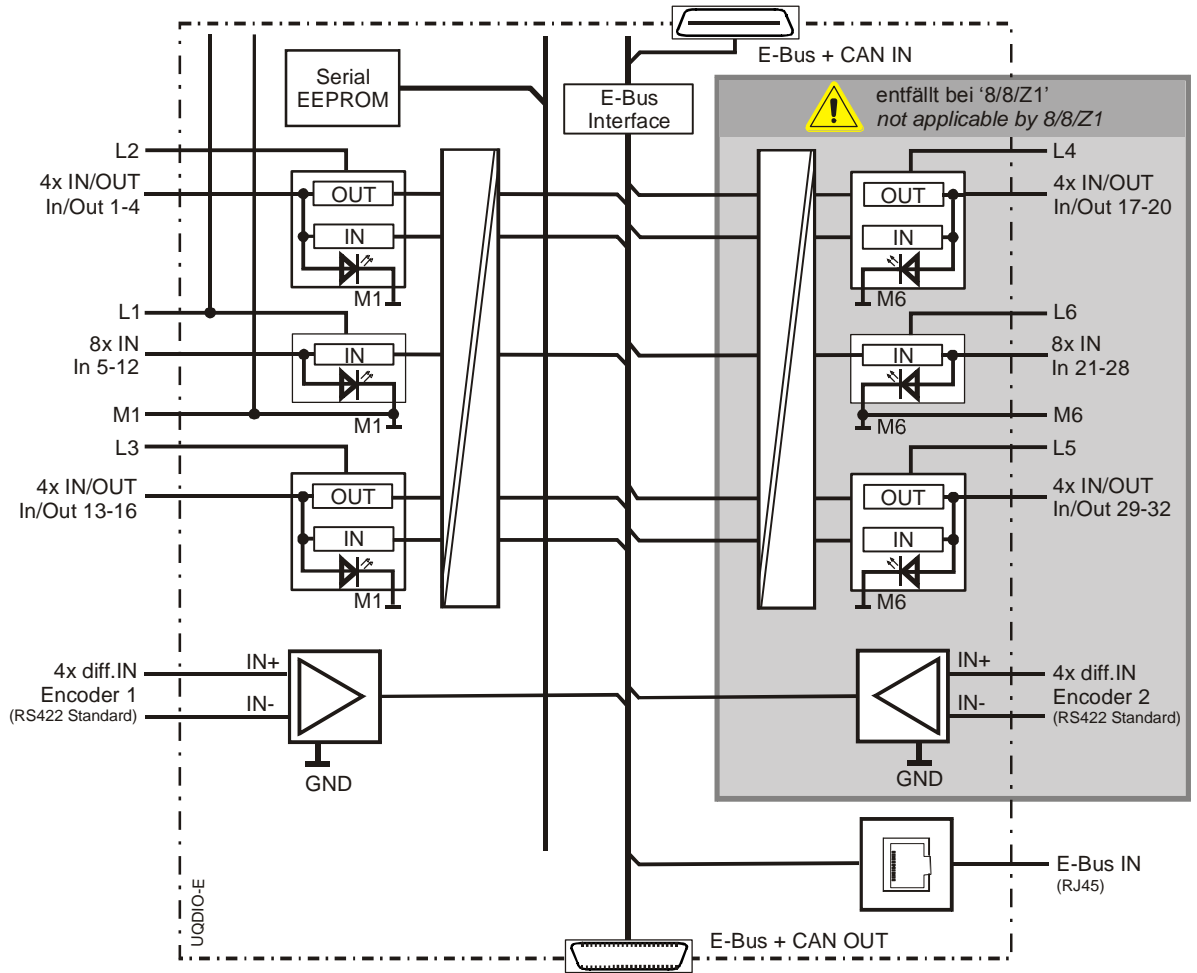 E-Bus + CAN IN
Serial
EEPROM
E-Bus
Interface
entfällt bei ‘8/8/Z1’
not applicable by 8/8/Z1
L2
4x IN/OUT
In/Out 1-4
OUT
IN
M1
L1
8x IN
In 5-12
IN
M1
M1
L3
4x IN/OUT
In/Out 13-16
OUT
IN
M1
4x diff.IN
Encoder 1
(RS422 Standard)
IN+
IN-
GND
L4
4x IN/OUT
In/Out 17-20
OUT
IN
M6
L6
8x IN
In 21-28
IN
M6
M6
L5
4x IN/OUT
In/Out 29-32
OUT
IN
M6
IN+
IN-
4x diff.IN
Encoder 2
(RS422 Standard)
GND
E-Bus IN
(RJ45)
UQDIO-E
E-Bus + CAN OUT